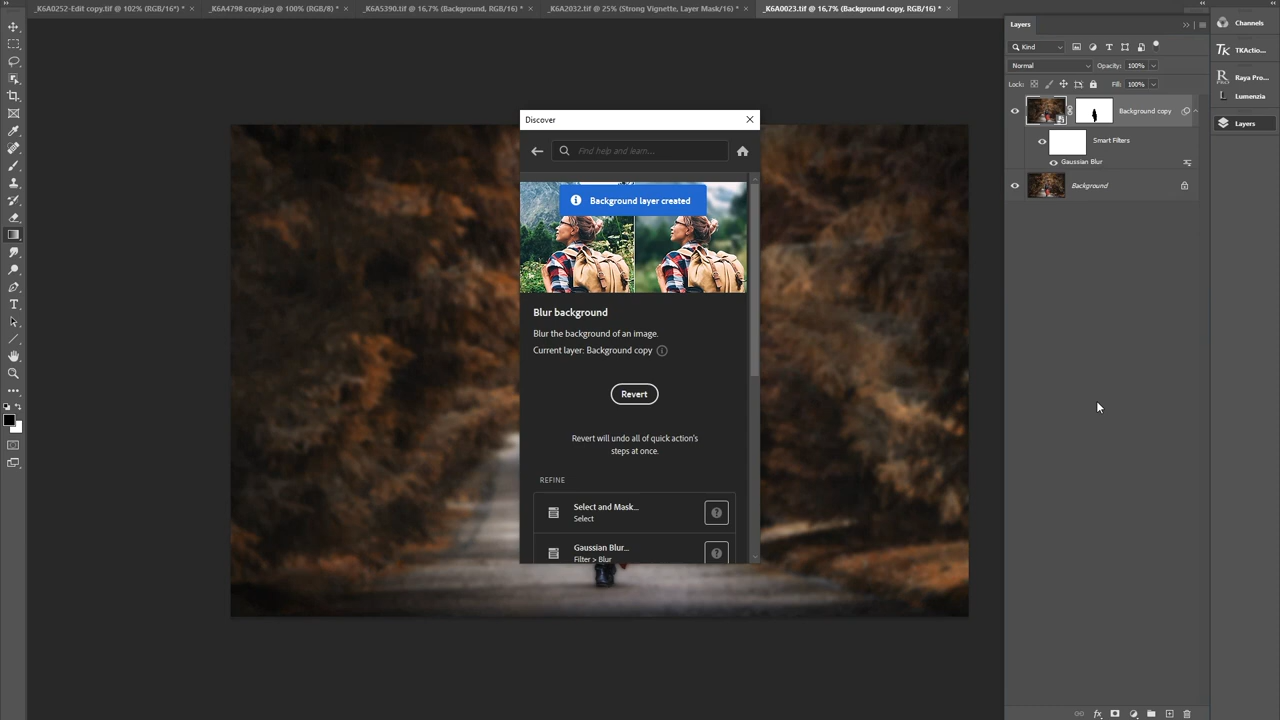 _K6A0252-Edit copy.tif @ 102% (RGB/16*) * ×
_K6A4798 copy.jpg @ 100% (RGB/8) * ×
_K6A5390.tif @ 16,7% (Background, RGB/16) * ×
_K6A2032.tif @ 25% (Strong Vignette, Layer Mask/16) * ×
_K6A0023.tif @ 16,7% (Background copy, RGB/16) * ×
Layers
Kind
Normal
Opacity: 100%
Lock:
Fill: 100%
Background copy
Smart Filters
Gaussian Blur
Background
Channels
TK TKActio...
Raya Pro...
L Lumenzia
Layers
Discover
Find help and learn...
Background layer created
Blur background
Blur the background of an image.
Current layer: Background copy
Revert
Revert will undo all of quick action's
steps at once.
REFINE
Select and Mask...
Select
Gaussian Blur...
Filter > Blur